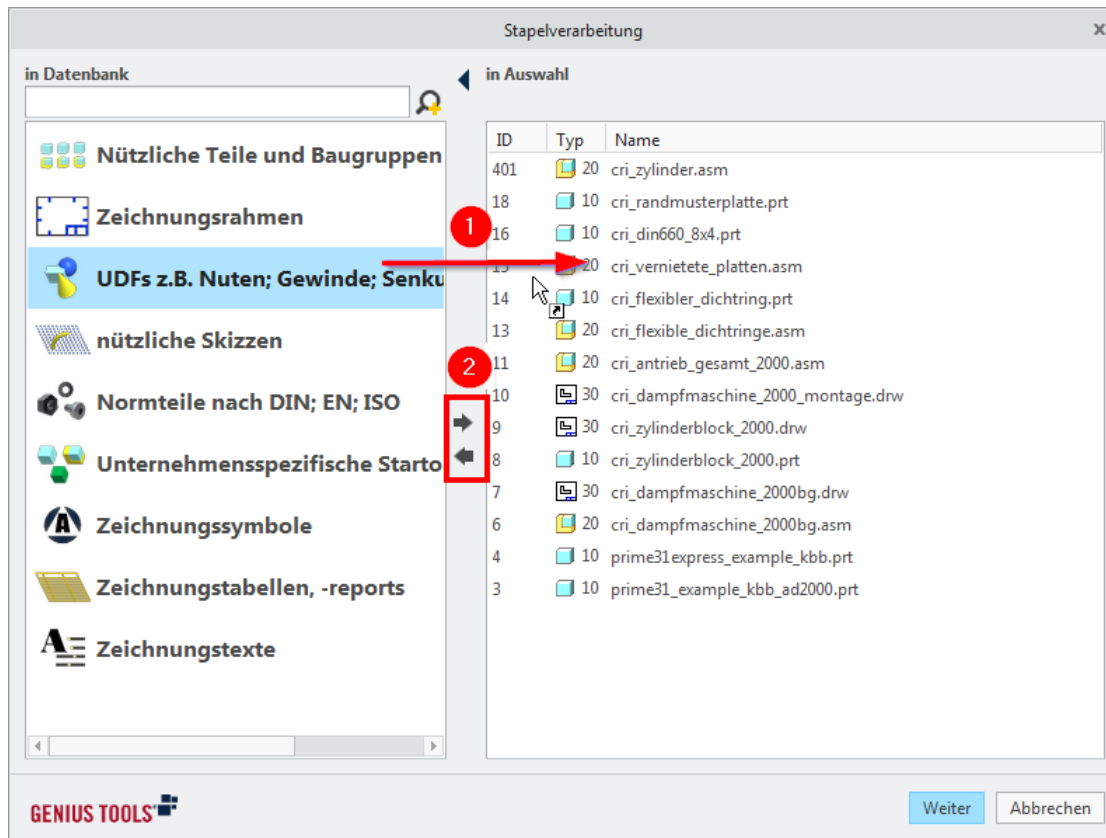 Stapelverarbeitung
x
in Datenbank
in Auswahl
Nützliche Teile und Baugruppen
Zeichnungsrahmen
UDFs z.B. Nuten; Gewinde; Senku
nützliche Skizzen
Normteile nach DIN; EN; ISO
Unternehmensspezifische Starto
Zeichnungssymbole
Zeichnungstabellen, -reports
Zeichnungstexte
1
2
ID Typ Name
401 20 cri_zylinder.asm
18 10 cri_randmusterplatte.prt
16 10 cri_din660_8x4.prt
15 20 cri_vernietete_platten.asm
14 10 cri_flexibler_dichtring.prt
13 20 cri_flexible_dichtringe.asm
11 20 cri_antrieb_gesamt_2000.asm
10 30 cri_dampfmaschine_2000_montage.drw
9 30 cri_zylinderblock_2000.drw
8 10 cri_zylinderblock_2000.prt
7 30 cri_dampfmaschine_2000bg.drw
6 20 cri_dampfmaschine_2000bg.asm
4 10 prime31express_example_kbb.prt
3 10 prime31_example_kbb_ad2000.prt
GENIUS TOOLS
Weiter
Abbrechen